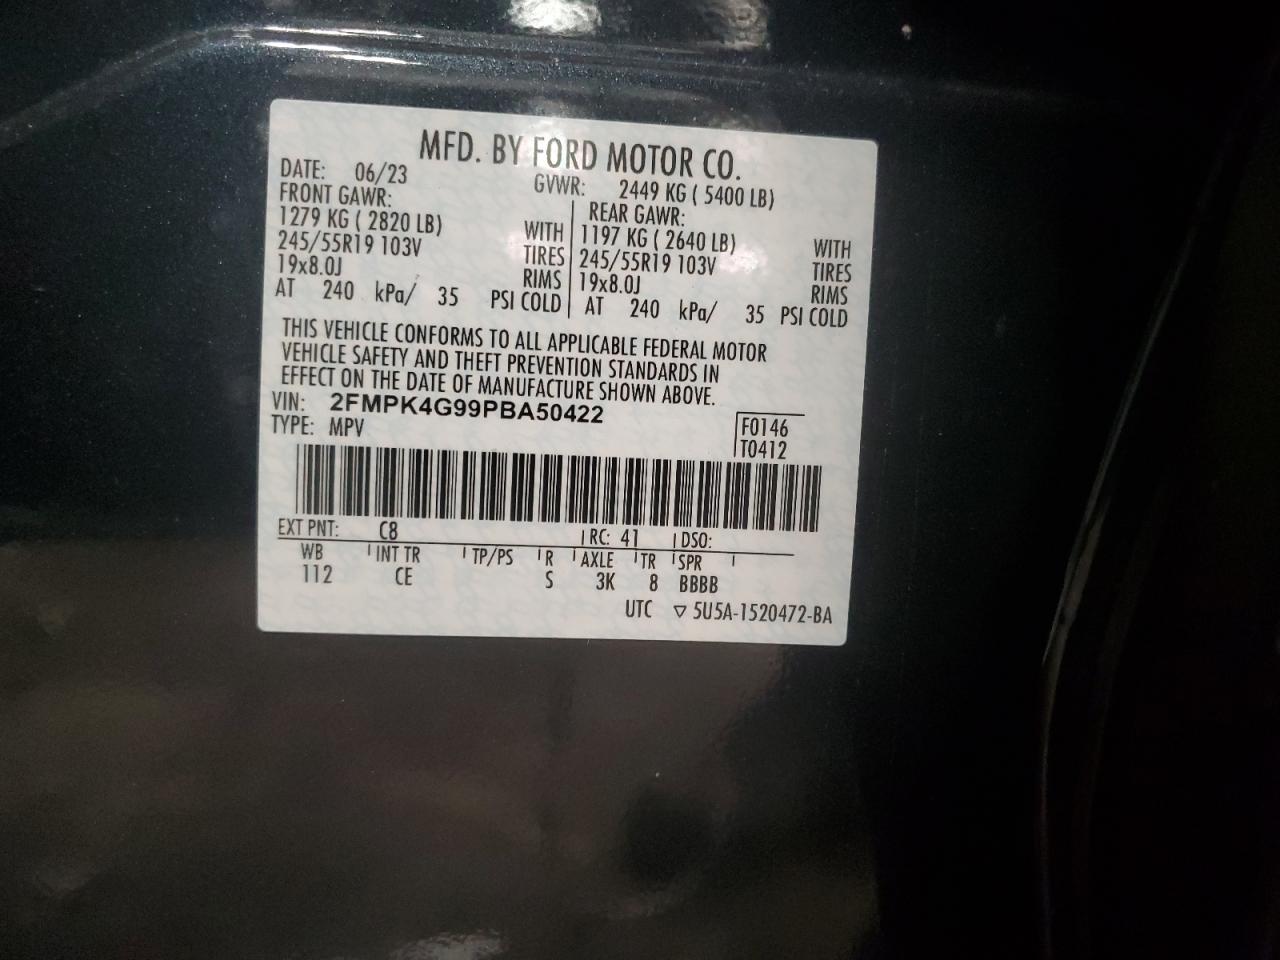 MFD. BY FORD MOTOR CO.
DATE: 06/23 GVWR: 2449 KG ( 5400 LB)
FRONT GAWR: REAR GAWR:
1279 KG ( 2820 LB) WITH 1197 KG ( 2640 LB) WITH
245/55R19 103V TIRES 245/55R19 103V TIRES
19x8.0J RIMS 19x8.0J RIMS
AT 240 kPa/ 35 PSI COLD AT 240 kPa/ 35 PSI COLD
THIS VEHICLE CONFORMS TO ALL APPLICABLE FEDERAL MOTOR
VEHICLE SAFETY AND THEFT PREVENTION STANDARDS IN
EFFECT ON THE DATE OF MANUFACTURE SHOWN ABOVE.
VIN: 2FMPK4G99PBA50422
TYPE: MPV
F0146
T0412
EXT PNT: C8 RC: 41 DSO:
WB INT TR TP/PS R AXLE TR SPR
112 CE S 3K 8 BBBB
UTC ▽ 5U5A-1520472-BA